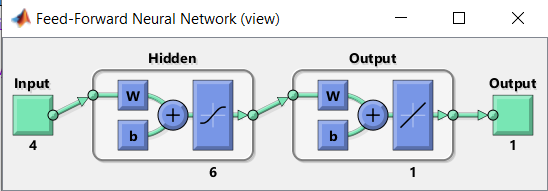 Feed-Forward Neural Network (view)
Hidden
Output
Input
Output
W
W
b
b
4
6
1
1